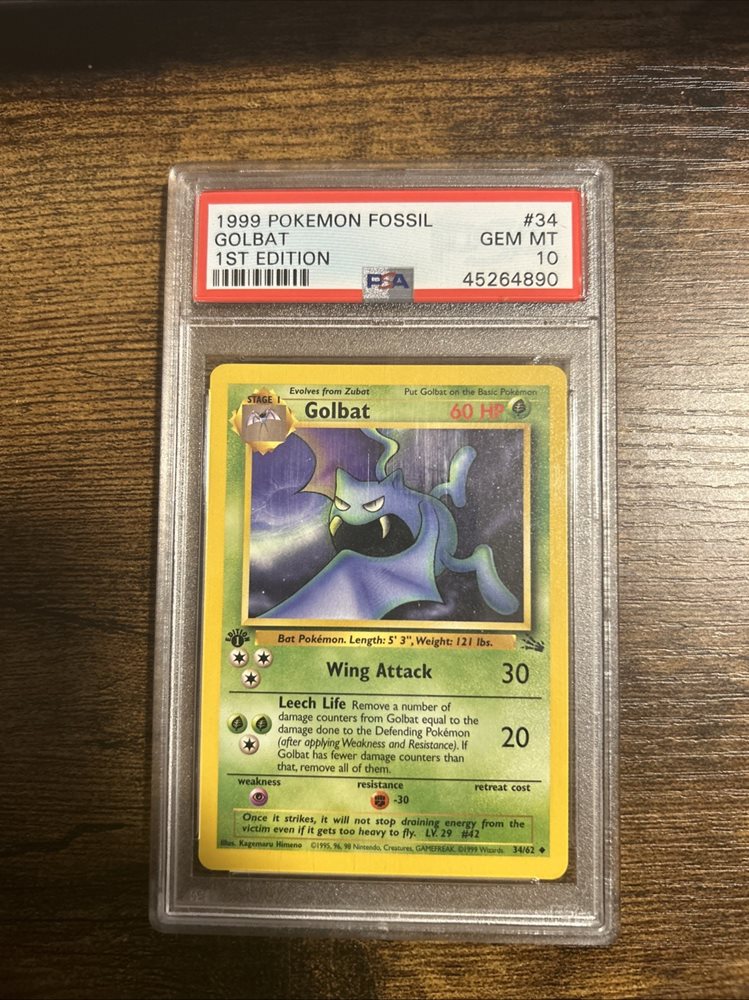 1999 POKEMON FOSSIL #34
GOLBAT GEM MT
1ST EDITION 10
PSA 45264890
Evolves from Zubat Put Golbat on the Basic Pokémon
STAGE 1 Golbat 60 HP
EDITION 1
Bat Pokémon. Length: 5' 3", Weight: 121 lbs.
Wing Attack 30
Leech Life Remove a number of
damage counters from Golbat equal to the
damage done to the Defending Pokémon
(after applying Weakness and Resistance). If
Golbat has fewer damage counters than
that, remove all of them.
20
weakness resistance retreat cost
-30
Once it strikes, it will not stop draining energy from the
victim even if it gets too heavy to fly. LV. 29 #42
Illus. Kagemaru Himeno ©1995, 96, 98 Nintendo, Creatures, GAMEFREAK. ©1999 Wizards. 34/62